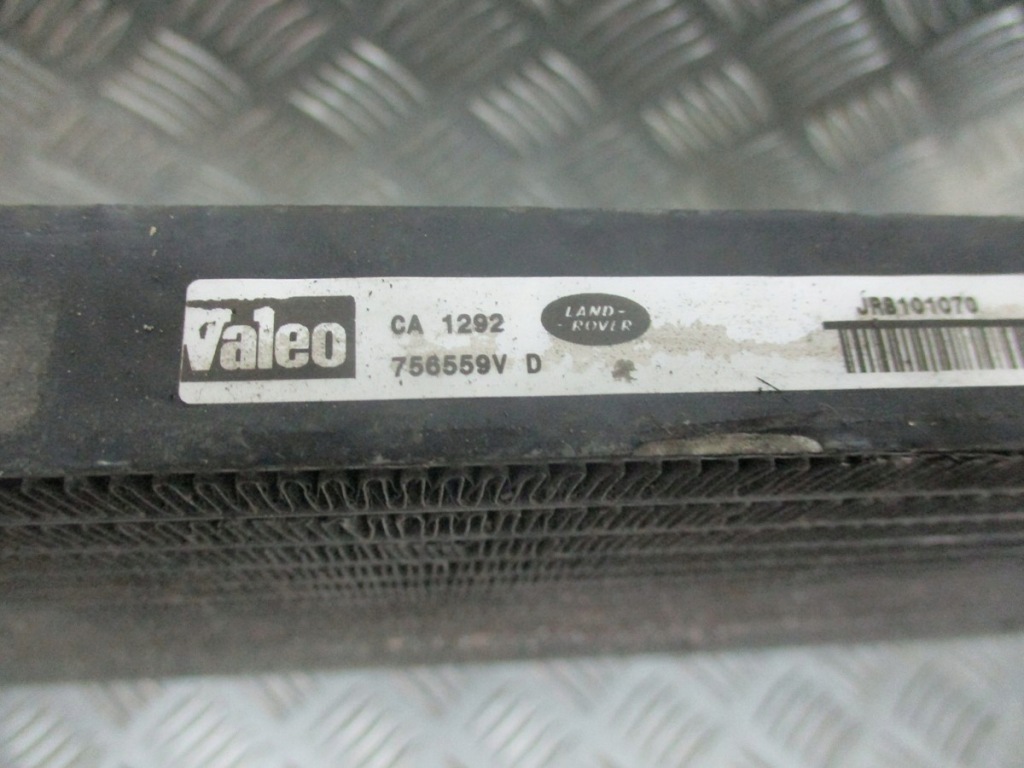 Valeo
CA 1292
756559V D
LAND-
-ROVER
JRB101070